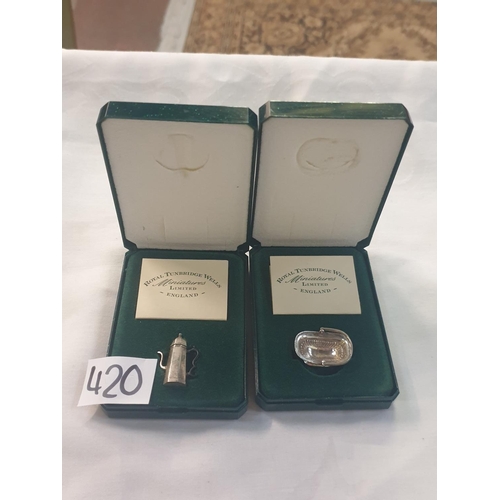 ROYAL TUNBRIDGE WELLS
Miniatures
LIMITED
~ ENGLAND ~
ROYAL TUNBRIDGE WELLS
Miniatures
LIMITED
~ ENGLAND ~
420